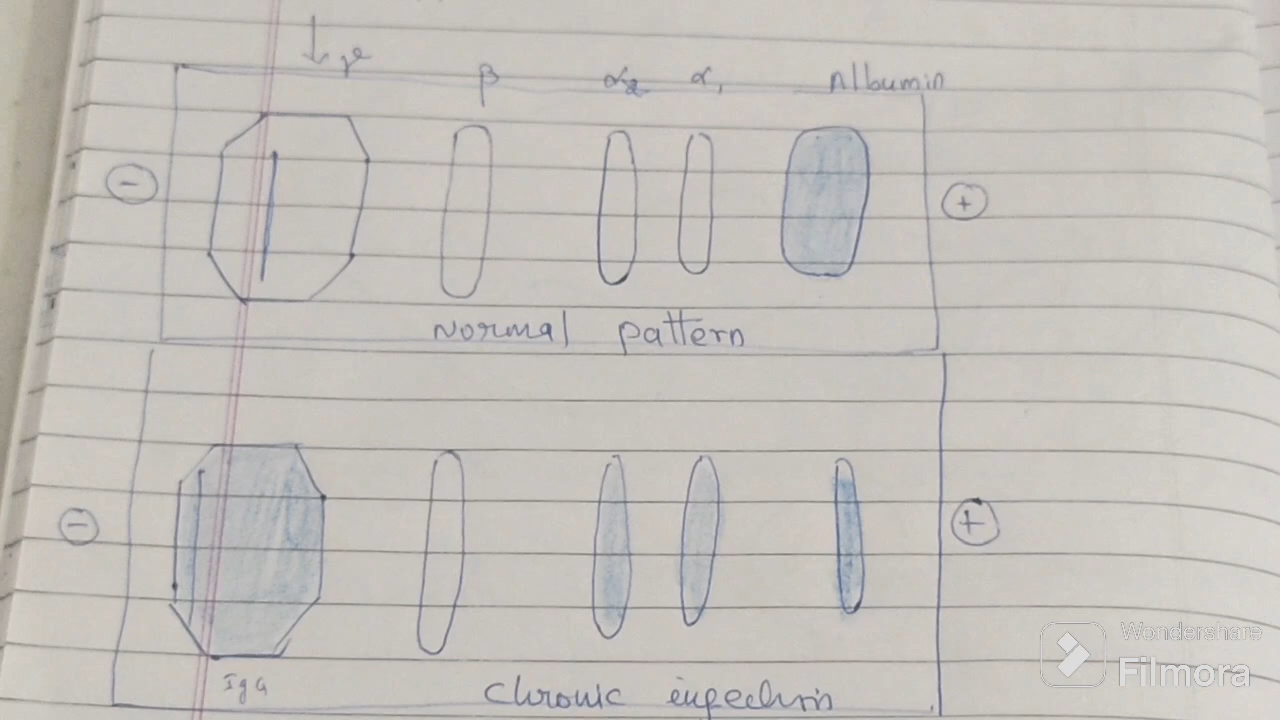 γ β α2 α1 Albumin
- +
Normal pattern
- +
IgG
Chronic infection
Wondershare
Filmora